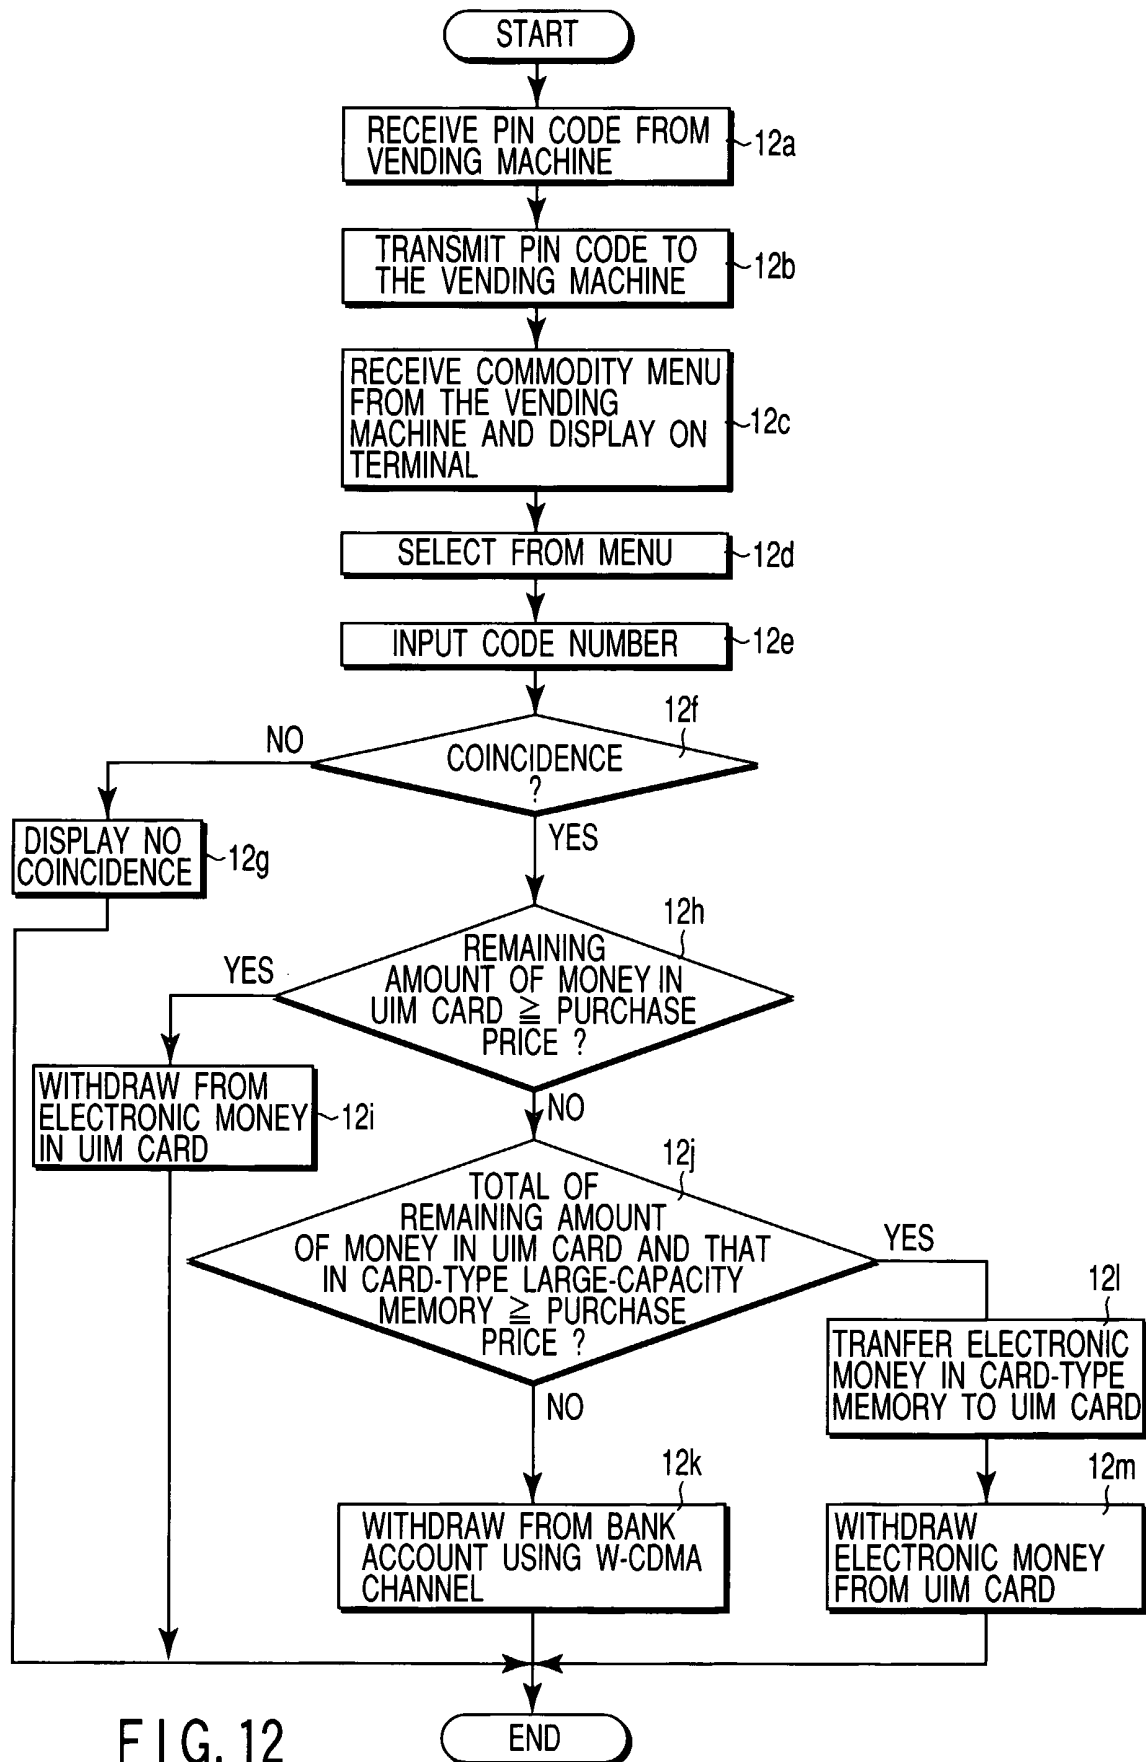 START
RECEIVE PIN CODE FROM
VENDING MACHINE
12a
TRANSMIT PIN CODE TO
THE VENDING MACHINE
12b
RECEIVE COMMODITY MENU
FROM THE VENDING
MACHINE AND DISPLAY ON
TERMINAL
12c
SELECT FROM MENU
12d
INPUT CODE NUMBER
12e
12f
NO
COINCIDENCE
?
YES
DISPLAY NO
COINCIDENCE
12g
12h
YES
REMAINING
AMOUNT OF MONEY IN
UIM CARD ≧ PURCHASE
PRICE ?
NO
WITHDRAW FROM
ELECTRONIC MONEY
IN UIM CARD
12i
12j
TOTAL OF
REMAINING AMOUNT
OF MONEY IN UIM CARD AND THAT
IN CARD-TYPE LARGE-CAPACITY
MEMORY ≧ PURCHASE
PRICE ?
YES
NO
12l
TRANFER ELECTRONIC
MONEY IN CARD-TYPE
MEMORY TO UIM CARD
12k
WITHDRAW FROM BANK
ACCOUNT USING W-CDMA
CHANNEL
12m
WITHDRAW
ELECTRONIC MONEY
FROM UIM CARD
END
FIG. 12